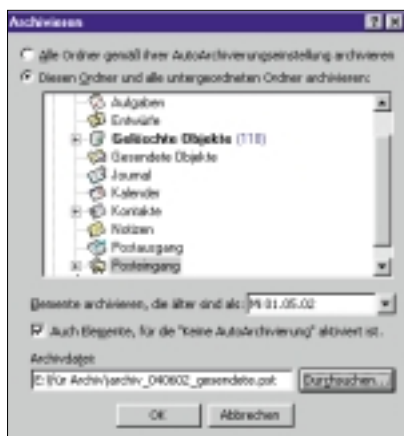 Archivieren
Alle Ordner gemäß ihrer AutoArchivierungseinstellung archivieren
Diesen Ordner und alle untergeordneten Ordner archivieren:
Aufgaben
Entwürfe
Gelöschte Objekte (118)
Gesendete Objekte
Journal
Kalender
Kontakte
Notizen
Postausgang
Posteingang
Elemente archivieren, die älter sind als: Mi 01.05.02
Auch Elemente, für die "Keine AutoArchivierung" aktiviert ist.
Archivdatei:
E:\Für Archiv\archiv_040602_gesendete.pst Durchsuchen...
OK Abbrechen